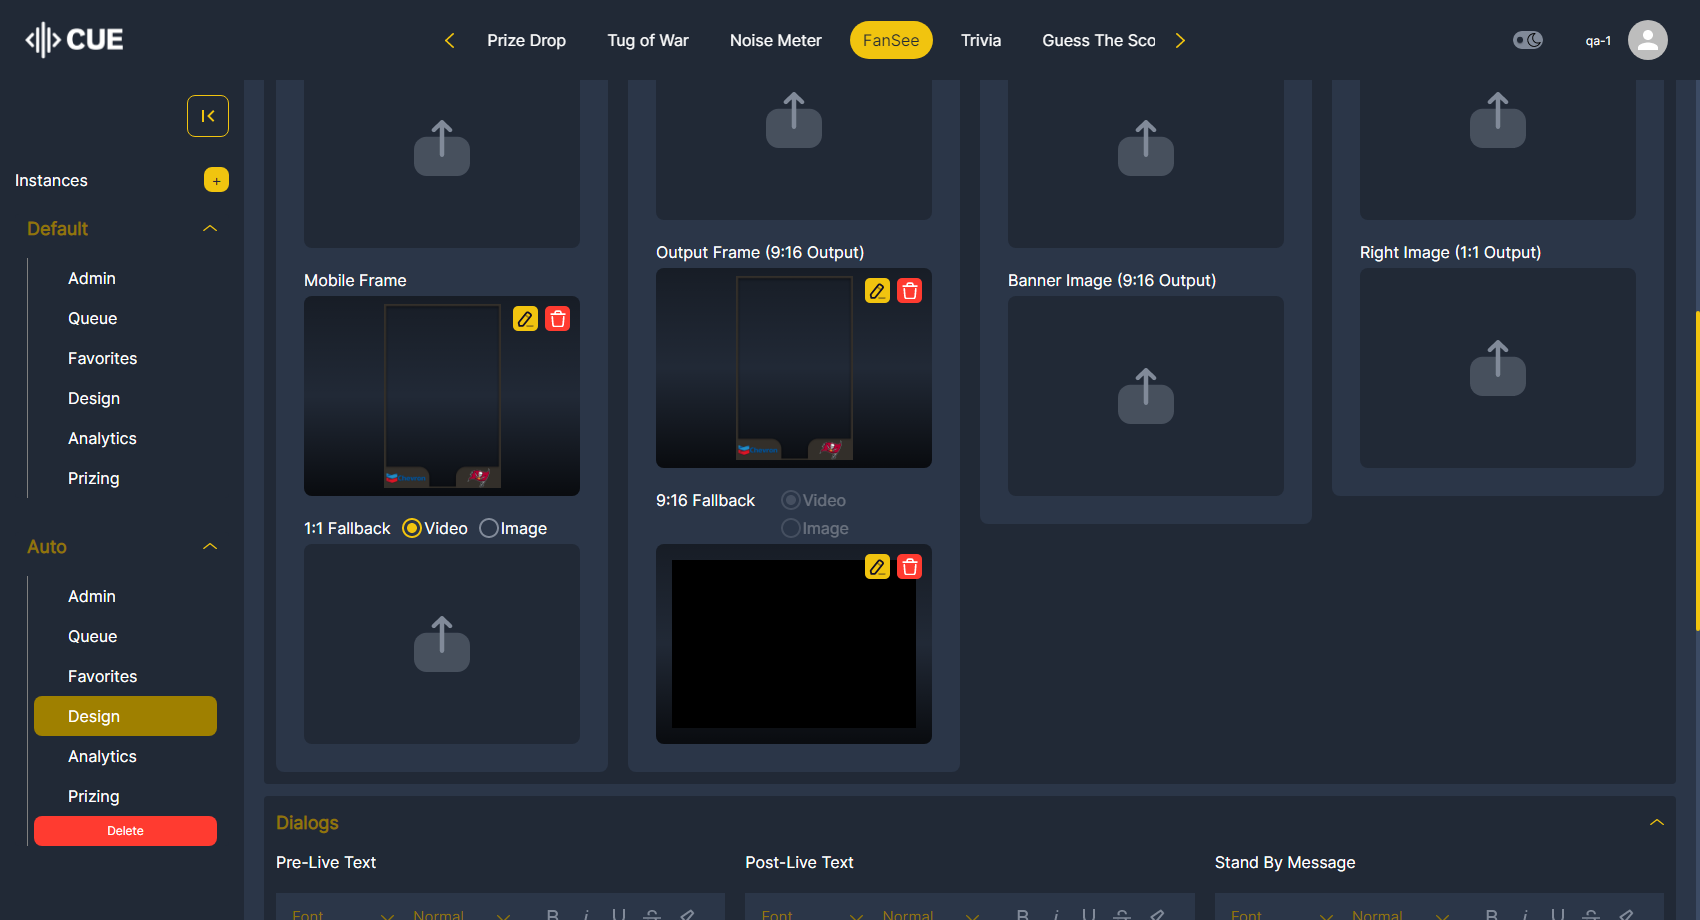 CUE
Prize Drop
Tug of War
Noise Meter
FanSee
Trivia
Guess The Sco
qa-1
Instances
+
Default
Admin
Queue
Favorites
Design
Analytics
Prizing
Auto
Admin
Queue
Favorites
Design
Analytics
Prizing
Delete
Mobile Frame
1:1 Fallback
Video
Image
Output Frame (9:16 Output)
9:16 Fallback
Video
Image
Banner Image (9:16 Output)
Right Image (1:1 Output)
Dialogs
Pre-Live Text
Post-Live Text
Stand By Message
Font Normal B i U S
Font Normal B i U S
Font Normal B i U S